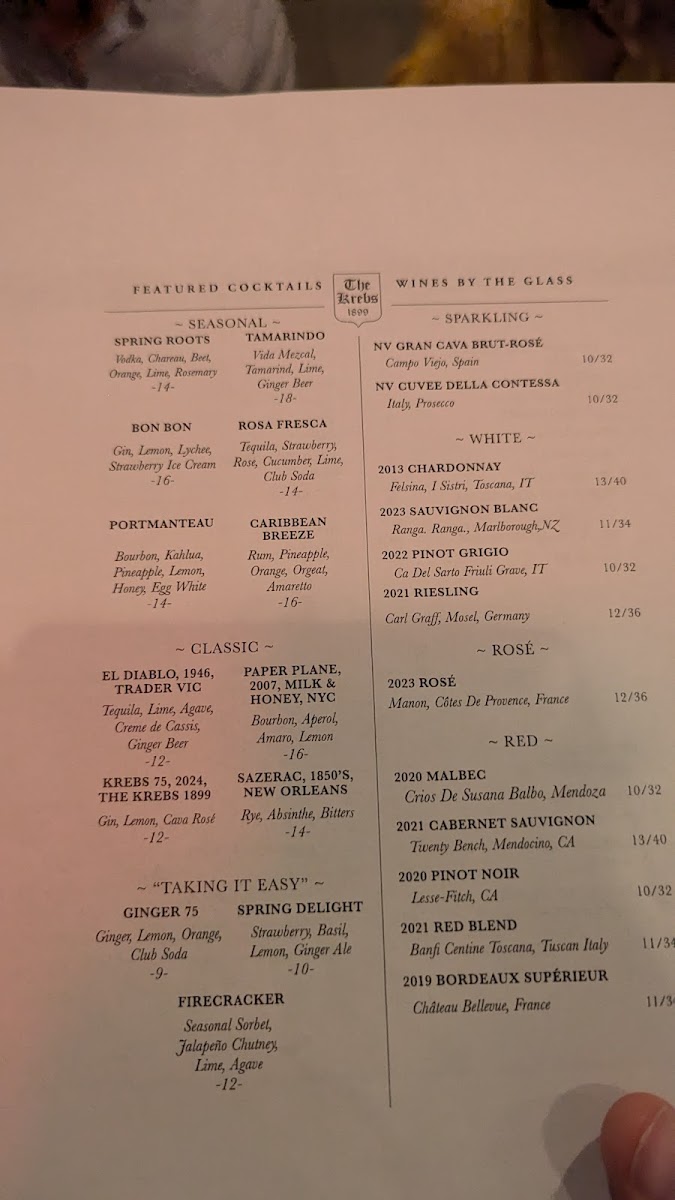 FEATURED COCKTAILS
The
Krebs
1899
WINES BY THE GLASS
~ SEASONAL ~
SPRING ROOTS
Vodka, Chareau, Beet,
Orange, Lime, Rosemary
-14-
TAMARINDO
Vida Mezcal,
Tamarind, Lime,
Ginger Beer
-18-
BON BON
Gin, Lemon, Lychee,
Strawberry Ice Cream
-16-
ROSA FRESCA
Tequila, Strawberry,
Rose, Cucumber, Lime,
Club Soda
-14-
PORTMANTEAU
Bourbon, Kahlua,
Pineapple, Lemon,
Honey, Egg White
-14-
CARIBBEAN
BREEZE
Rum, Pineapple,
Orange, Orgeat,
Amaretto
-16-
~ CLASSIC ~
EL DIABLO, 1946,
TRADER VIC
Tequila, Lime, Agave,
Creme de Cassis,
Ginger Beer
-12-
PAPER PLANE,
2007, MILK &
HONEY, NYC
Bourbon, Aperol,
Amaro, Lemon
-16-
KREBS 75, 2024,
THE KREBS 1899
Gin, Lemon, Cava Rosé
-12-
SAZERAC, 1850'S,
NEW ORLEANS
Rye, Absinthe, Bitters
-14-
~ "TAKING IT EASY" ~
GINGER 75
Ginger, Lemon, Orange,
Club Soda
-9-
SPRING DELIGHT
Strawberry, Basil,
Lemon, Ginger Ale
-10-
FIRECRACKER
Seasonal Sorbet,
Jalapeño Chutney,
Lime, Agave
-12-
~ SPARKLING ~
NV GRAN CAVA BRUT-ROSÉ
Campo Viejo, Spain 10/32
NV CUVEE DELLA CONTESSA
Italy, Prosecco 10/32
~ WHITE ~
2013 CHARDONNAY
Felsina, I Sistri, Toscana, IT 13/40
2023 SAUVIGNON BLANC
Ranga. Ranga., Marlborough,NZ 11/34
2022 PINOT GRIGIO
Ca Del Sarto Friuli Grave, IT 10/32
2021 RIESLING
Carl Graff, Mosel, Germany 12/36
~ ROSÉ ~
2023 ROSÉ
Manon, Côtes De Provence, France 12/36
~ RED ~
2020 MALBEC
Crios De Susana Balbo, Mendoza 10/32
2021 CABERNET SAUVIGNON
Twenty Bench, Mendocino, CA 13/40
2020 PINOT NOIR
Lesse-Fitch, CA 10/32
2021 RED BLEND
Banfi Centine Toscana, Tuscan Italy 11/34
2019 BORDEAUX SUPÉRIEUR
Château Bellevue, France 11/3